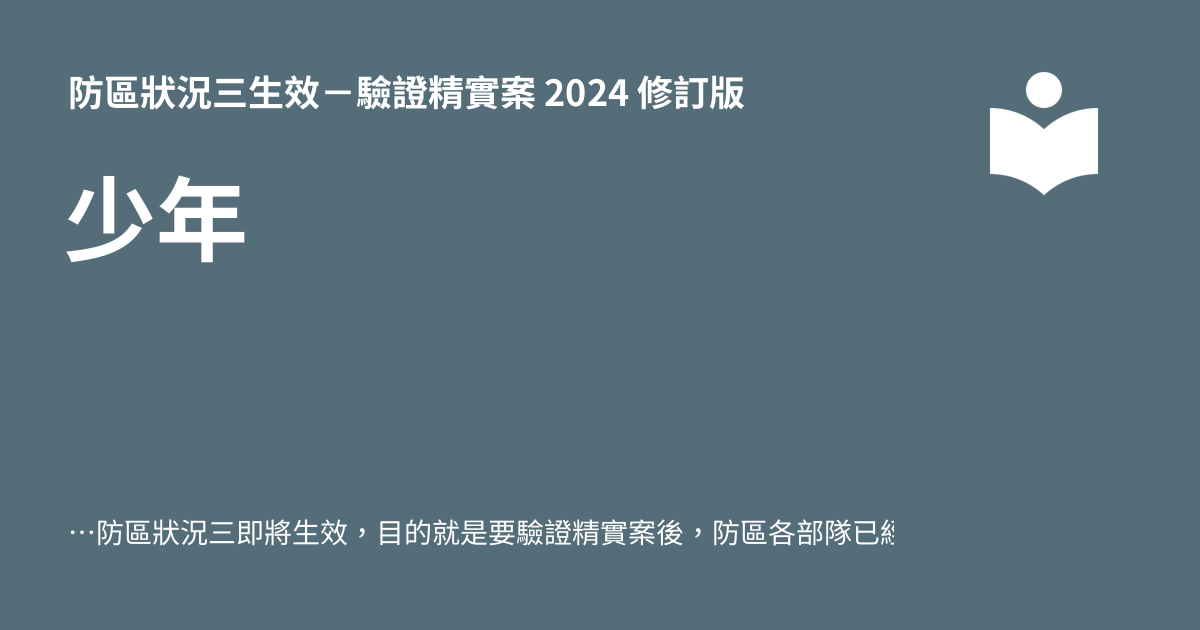 防區狀況三生效－驗證精實案 2024 修訂版
少年
⋯防區狀況三即將生效，目的就是要驗證精實案後，防區各部隊已